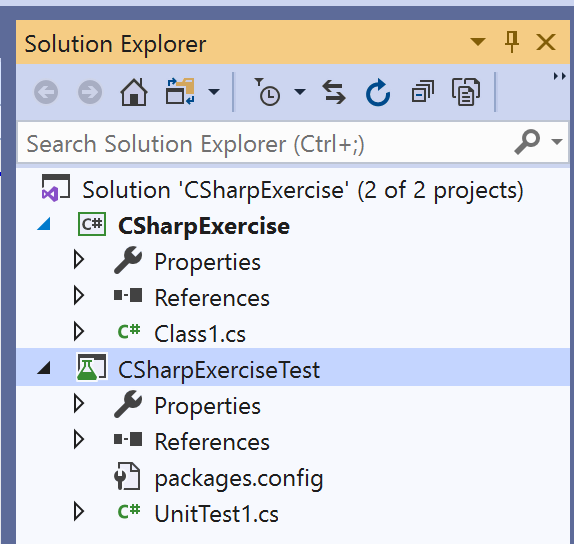 Solution Explorer
Search Solution Explorer (Ctrl+;)
Solution 'CSharpExercise' (2 of 2 projects)
C# CSharpExercise
Properties
References
C# Class1.cs
CSharpExerciseTest
Properties
References
packages.config
C# UnitTest1.cs